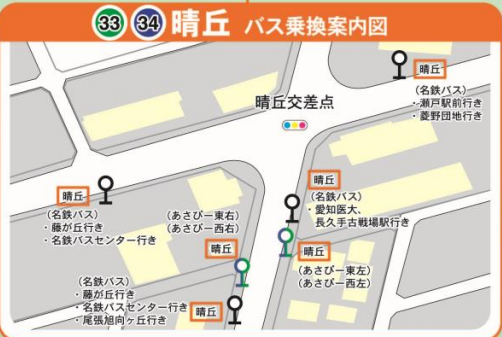 33 34 晴丘 バス乗換案内図
晴丘
(名鉄バス)
・瀬戸駅前行き
・菱野団地行き
晴丘交差点
晴丘
(名鉄バス)
・藤が丘行き
・名鉄バスセンター行き
(あさぴー東右)
(あさぴー西右)
晴丘
晴丘
(名鉄バス)
・愛知医大、
長久手古戦場駅行き
晴丘
(あさぴー東左)
(あさぴー西左)
(名鉄バス)
・藤が丘行き
・名鉄バスセンター行き
・尾張旭向ヶ丘行き
晴丘